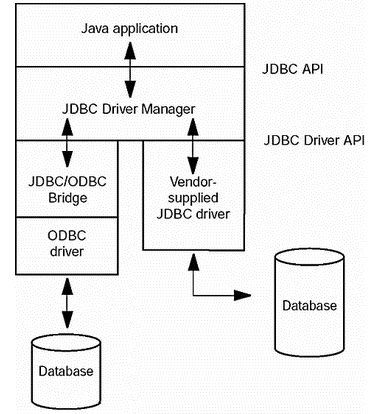 Java application
JDBC API
JDBC Driver Manager
JDBC Driver API
JDBC/ODBC
Bridge
Vendor-
supplied
JDBC driver
ODBC
driver
Database
Database